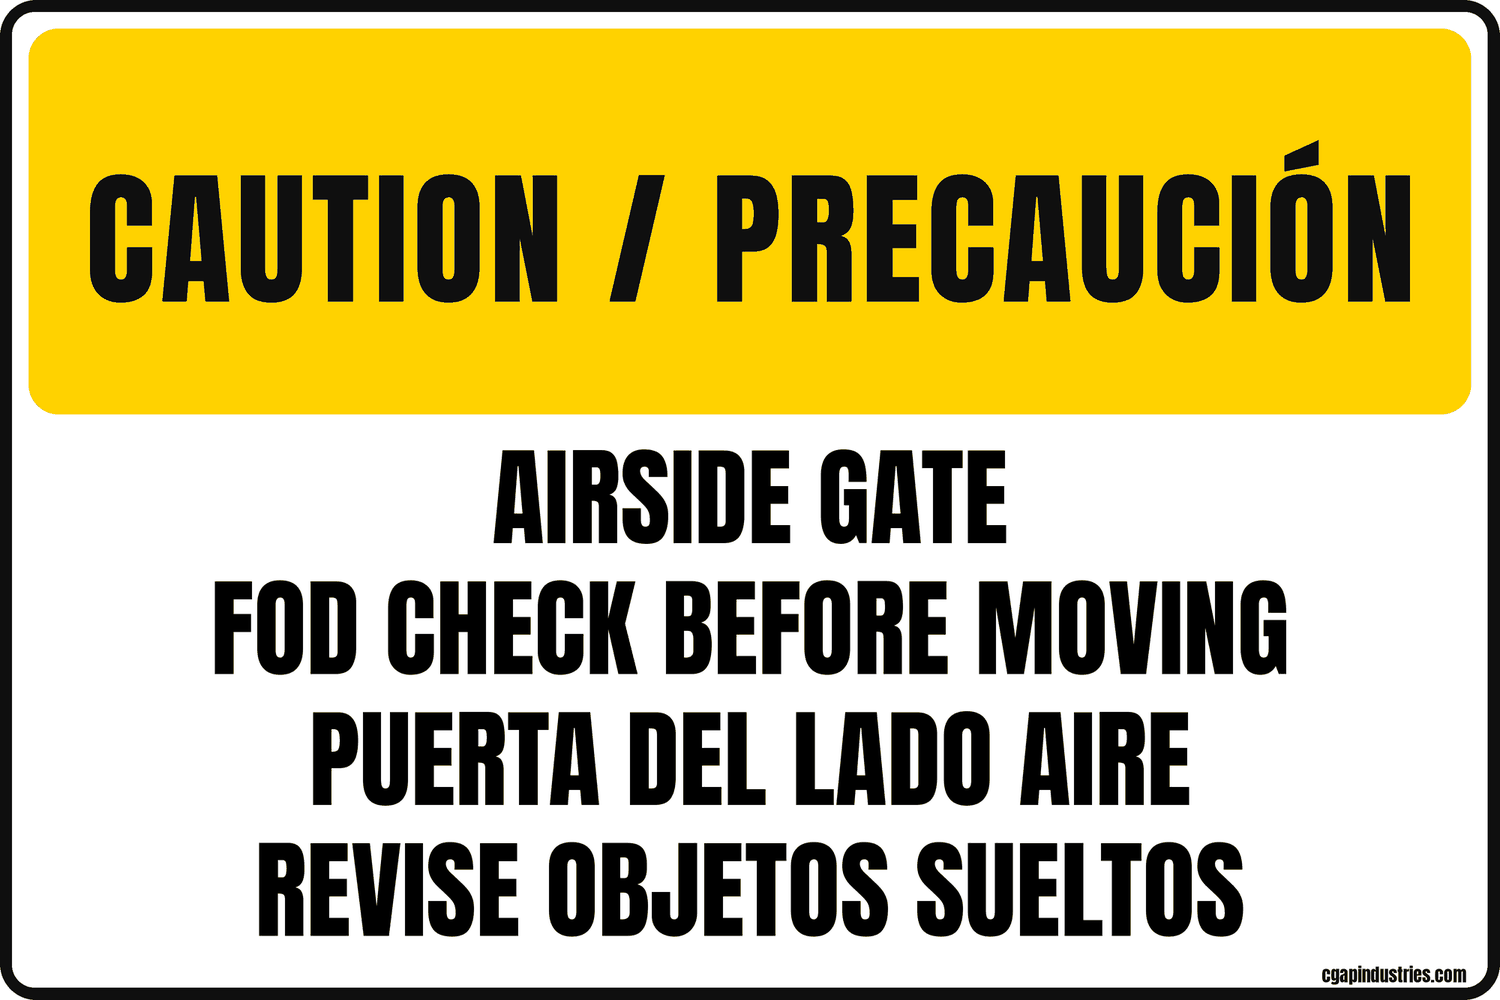 CAUTION / PRECAUCIÓN
AIRSIDE GATE
FOD CHECK BEFORE MOVING
PUERTA DEL LADO AIRE
REVISE OBJETOS SUELTOS
cgapindustries.com